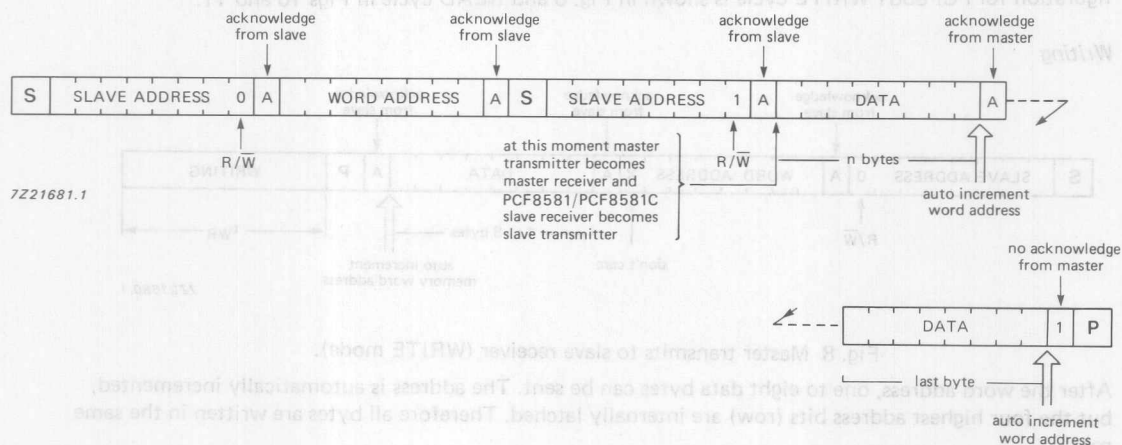 acknowledge from slave
acknowledge from slave
acknowledge from slave
acknowledge from master
S SLAVE ADDRESS 0 A WORD ADDRESS A S SLAVE ADDRESS 1 A DATA A
R/W̅
at this moment master
transmitter becomes
master receiver and
PCF8581/PCF8581C
slave receiver becomes
slave transmitter
R/W̅
n bytes
auto increment
word address
7Z21681.1
no acknowledge
from master
DATA 1 P
last byte
auto increment
word address